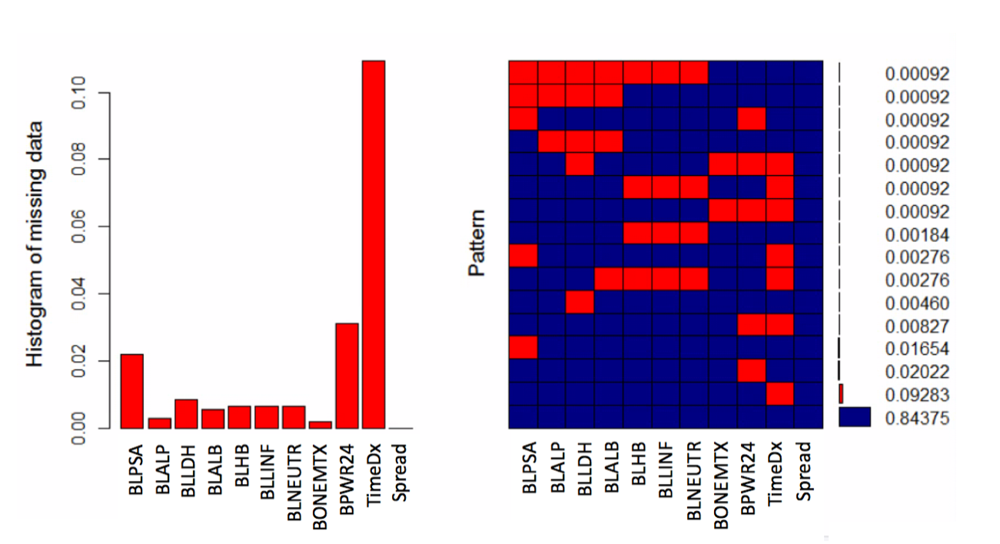 Histogram of missing data
0.10
0.08
0.06
0.04
0.02
0.00
BLPSA
BLALP
BLLDH
BLALB
BLHB
BLLINF
BLNEUTR
BONEMTX
BPWR24
TimeDx
Spread
Pattern
0.00092
0.00092
0.00092
0.00092
0.00092
0.00092
0.00092
0.00184
0.00276
0.00276
0.00460
0.00827
0.01654
0.02022
0.09283
0.84375
BLPSA
BLALP
BLLDH
BLALB
BLHB
BLLINF
BLNEUTR
BONEMTX
BPWR24
TimeDx
Spread